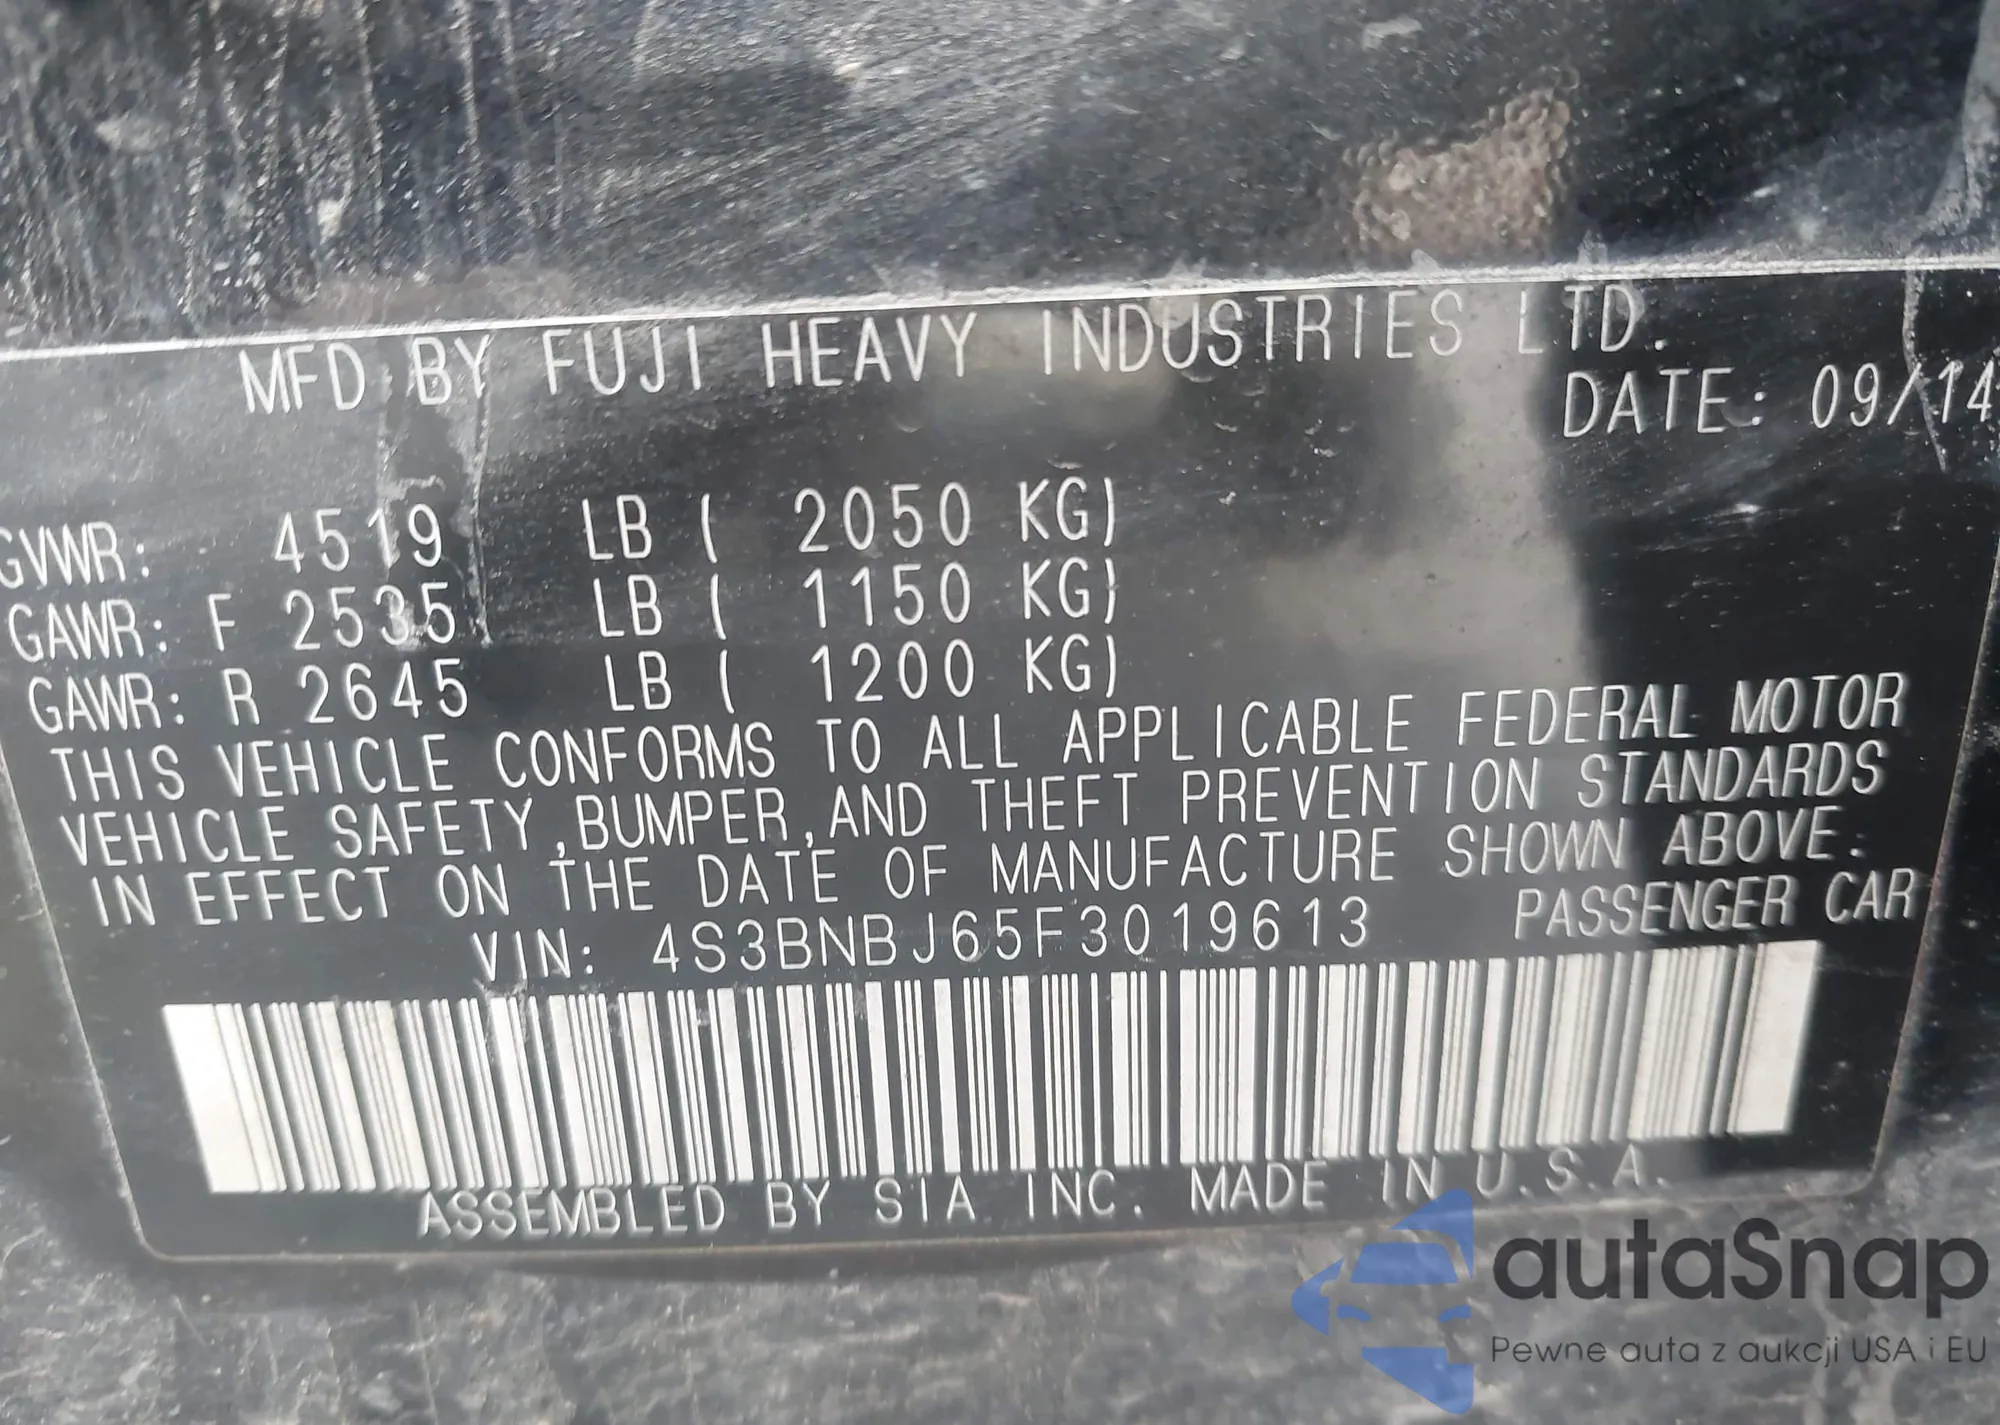 MFD BY FUJI HEAVY INDUSTRIES LTD.
DATE: 09/14
GVWR: 4519 LB ( 2050 KG)
GAWR: F 2535 LB ( 1150 KG)
GAWR: R 2645 LB ( 1200 KG)
THIS VEHICLE CONFORMS TO ALL APPLICABLE FEDERAL MOTOR
VEHICLE SAFETY,BUMPER,AND THEFT PREVENTION STANDARDS
IN EFFECT ON THE DATE OF MANUFACTURE SHOWN ABOVE.
VIN: 4S3BNBJ65F3019613 PASSENGER CAR
ASSEMBLED BY SIA INC. MADE IN U.S.A.
autaSnap
Pewne auta z aukcji USA i EU